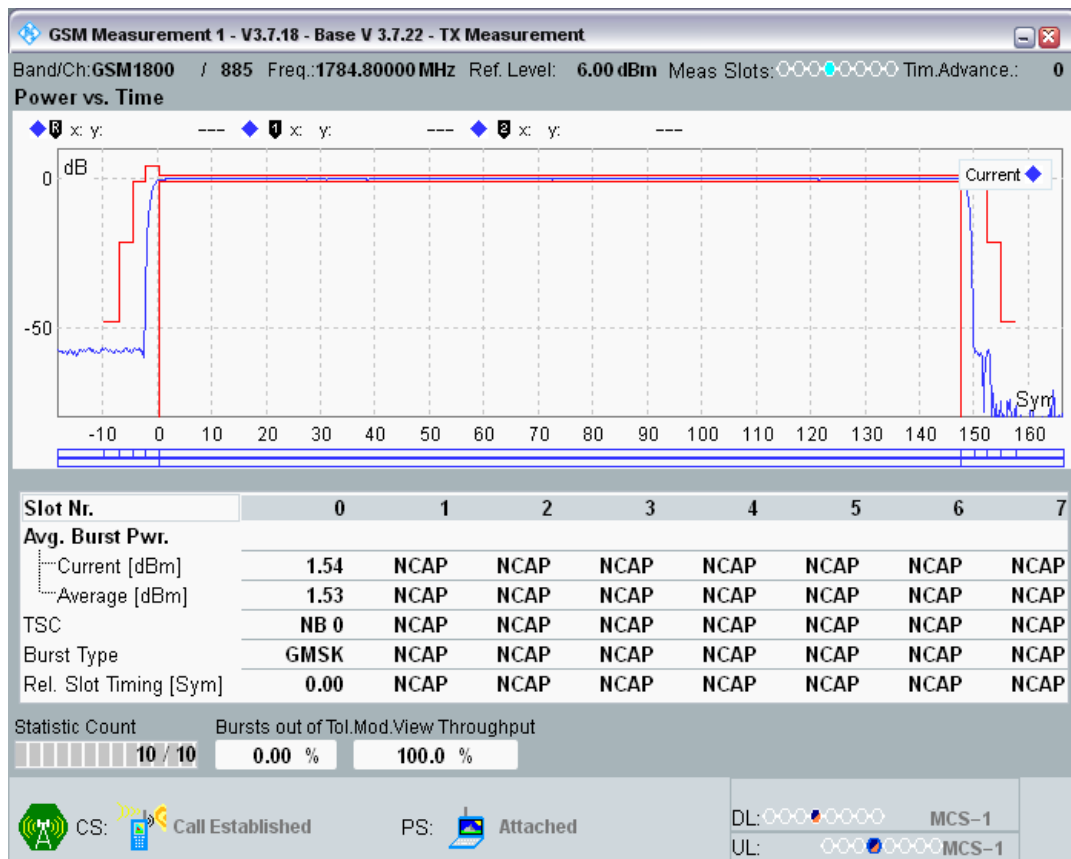 GSM Measurement 1 - V3.7.18 - Base V 3.7.22 - TX Measurement
Band/Ch:GSM1800 / 885 Freq.:1784.80000 MHz Ref. Level: 6.00 dBm Meas Slots: Tim.Advance.: 0
Power vs. Time
R x: y: --- 1 x: y: --- 2 x: y: ---
dB
Current
0
-50
Sym
-10 0 10 20 30 40 50 60 70 80 90 100 110 120 130 140 150 160
Slot Nr. 0 1 2 3 4 5 6 7
Avg. Burst Pwr.
Current [dBm] 1.54 NCAP NCAP NCAP NCAP NCAP NCAP NCAP
Average [dBm] 1.53 NCAP NCAP NCAP NCAP NCAP NCAP NCAP
TSC NB 0 NCAP NCAP NCAP NCAP NCAP NCAP NCAP
Burst Type GMSK NCAP NCAP NCAP NCAP NCAP NCAP NCAP
Rel. Slot Timing [Sym] 0.00 NCAP NCAP NCAP NCAP NCAP NCAP NCAP
Statistic Count Bursts out of Tol. Mod.View Throughput
10 / 10 0.00 % 100.0 %
CS: Call Established PS: Attached DL: MCS-1
UL: MCS-1